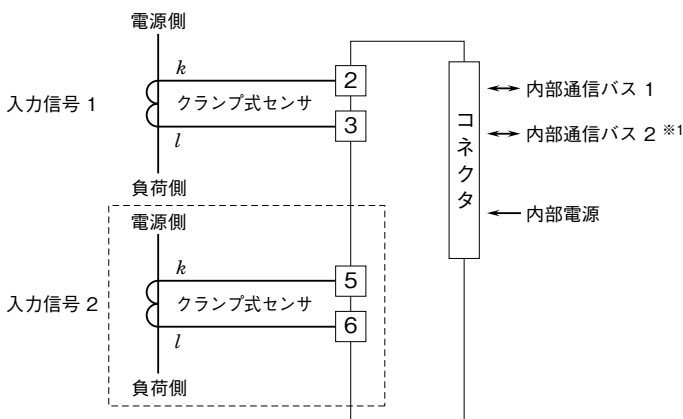 電源側
k
2
入力信号 1
クランプ式センサ
3
l
負荷側
コネクタ
内部通信バス 1
内部通信バス 2 ※1
内部電源
電源側
k
5
入力信号 2
クランプ式センサ
6
l
負荷側